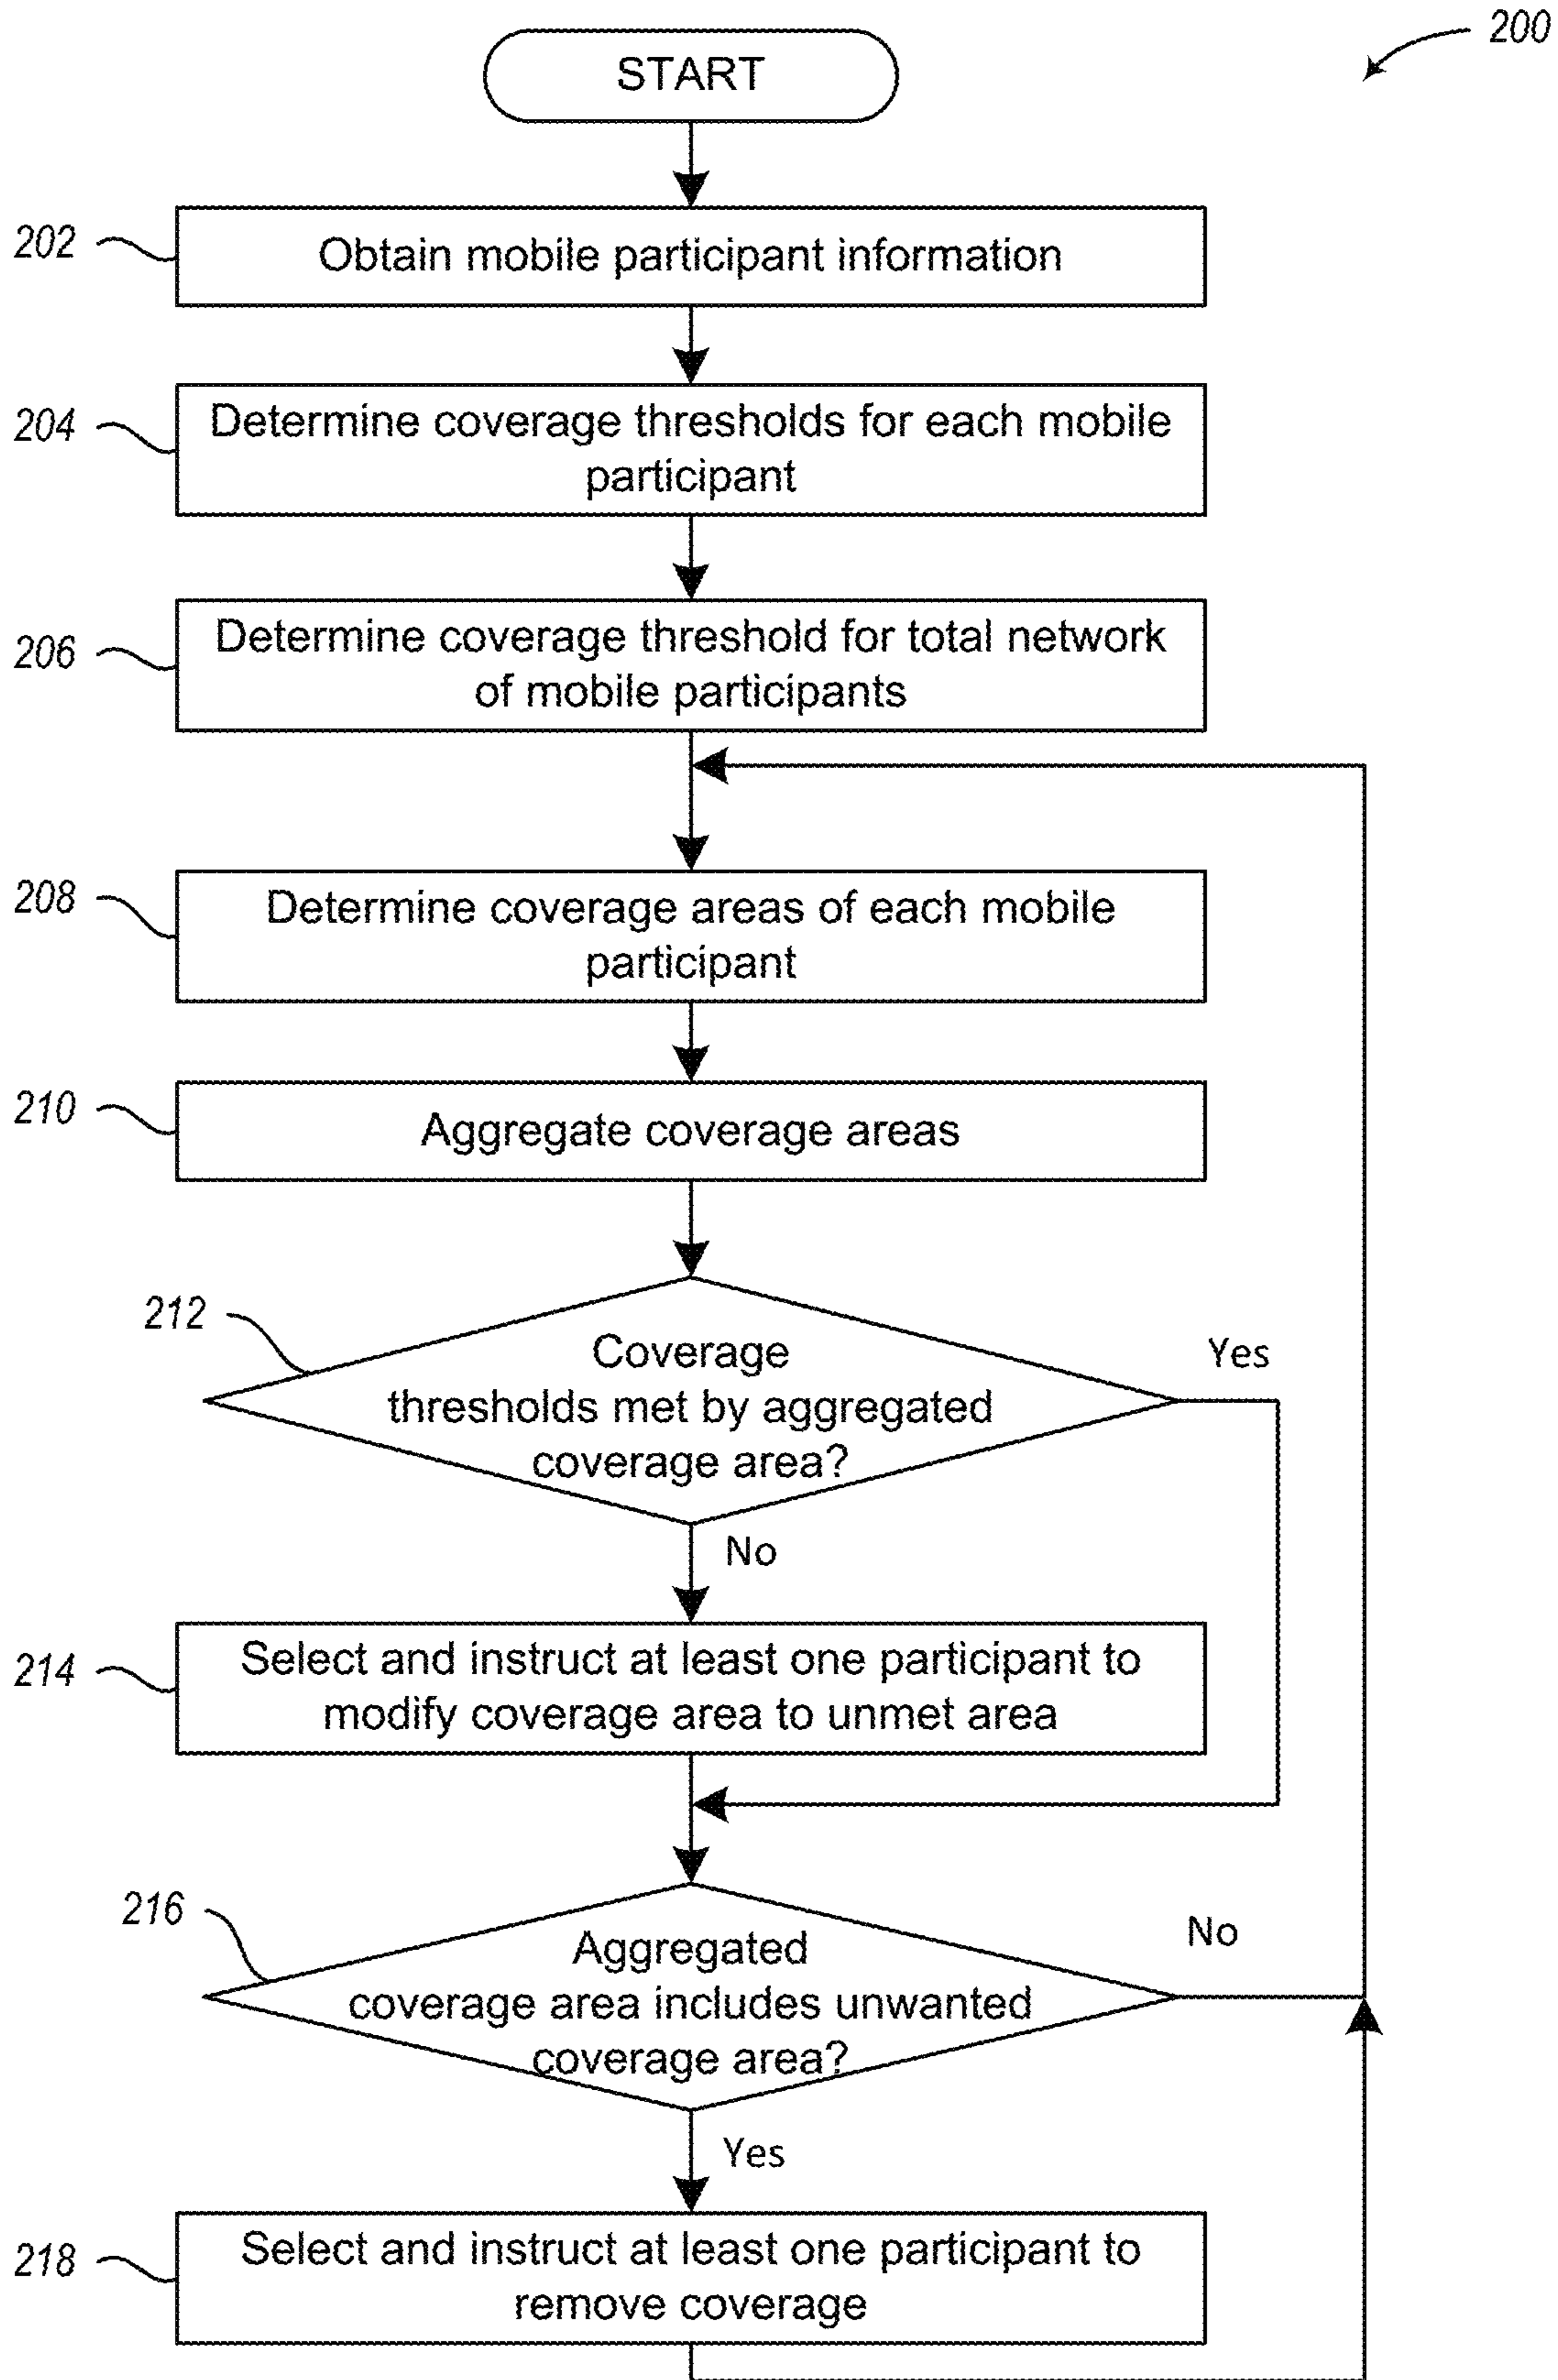 200
START
202
Obtain mobile participant information
204
Determine coverage thresholds for each mobile
participant
206
Determine coverage threshold for total network
of mobile participants
208
Determine coverage areas of each mobile
participant
210
Aggregate coverage areas
212
Coverage
thresholds met by aggregated
coverage area?
Yes
No
214
Select and instruct at least one participant to
modify coverage area to unmet area
216
Aggregated
coverage area includes unwanted
coverage area?
No
Yes
218
Select and instruct at least one participant to
remove coverage